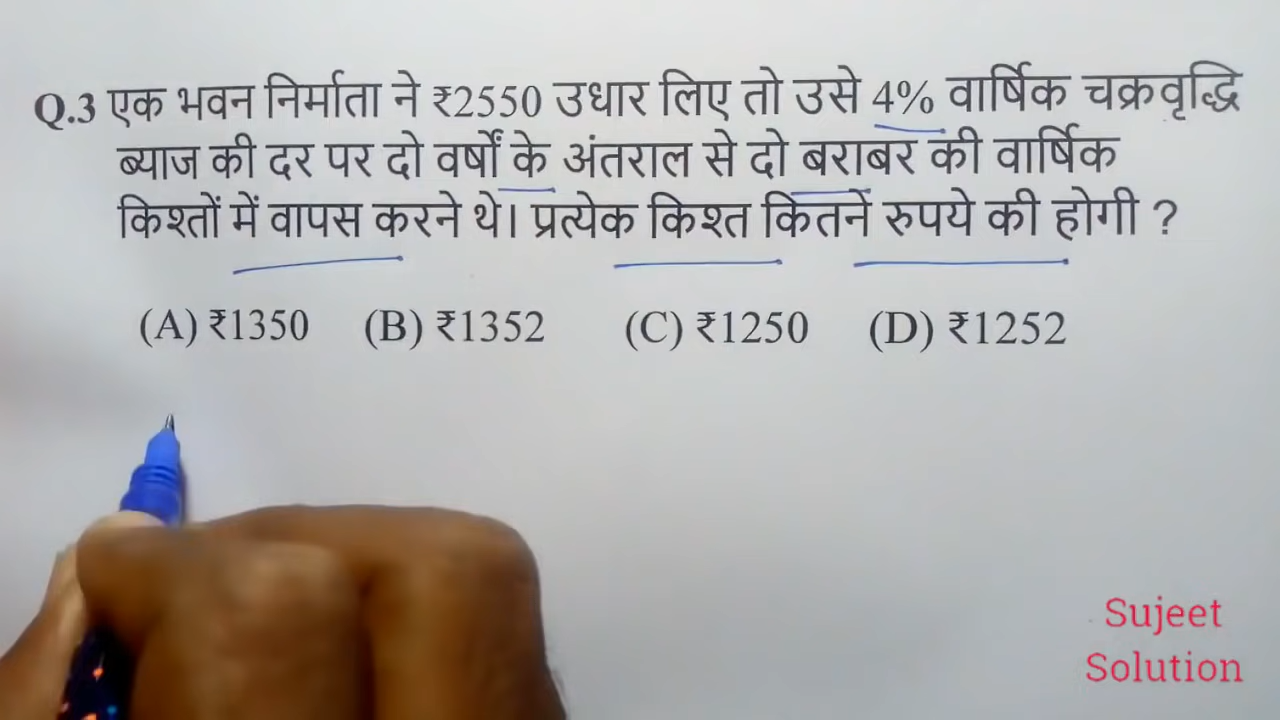 Q.3 एक भवन निर्माता ने ₹2550 उधार लिए तो उसे 4% वार्षिक चक्रवृद्धि
ब्याज की दर पर दो वर्षों के अंतराल से दो बराबर की वार्षिक
किश्तों में वापस करने थे। प्रत्येक किश्त कितने रुपये की होगी ?
(A) ₹1350 (B) ₹1352 (C) ₹1250 (D) ₹1252
Sujeet
Solution